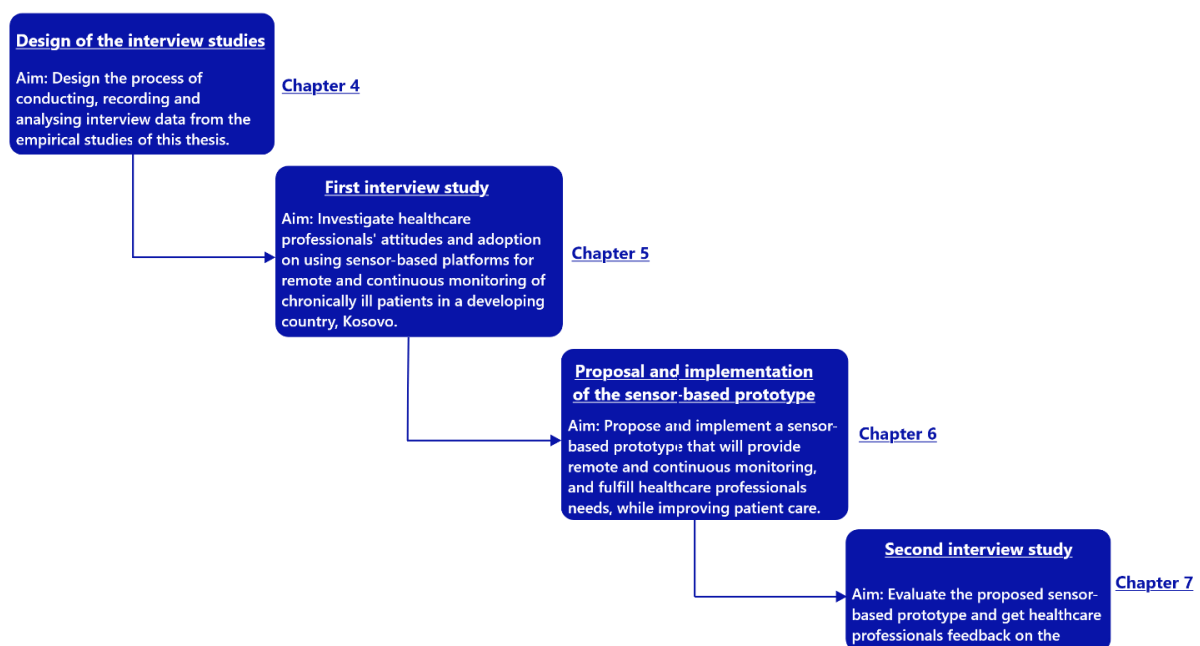 Design of the interview studies
Aim: Design the process of
conducting, recording and
analysing interview data from the
empirical studies of this thesis.
Chapter 4
First interview study
Aim: Investigate healthcare
professionals' attitudes and adoption
on using sensor-based platforms for
remote and continuous monitoring of
chronically ill patients in a developing
country, Kosovo.
Chapter 5
Proposal and implementation
of the sensor-based prototype
Aim: Propose and implement a sensor-
based prototype that will provide
remote and continuous monitoring,
and fulfill healthcare professionals
needs, while improving patient care.
Chapter 6
Second interview study
Aim: Evaluate the proposed sensor-
based prototype and get healthcare
professionals feedback on the
Chapter 7